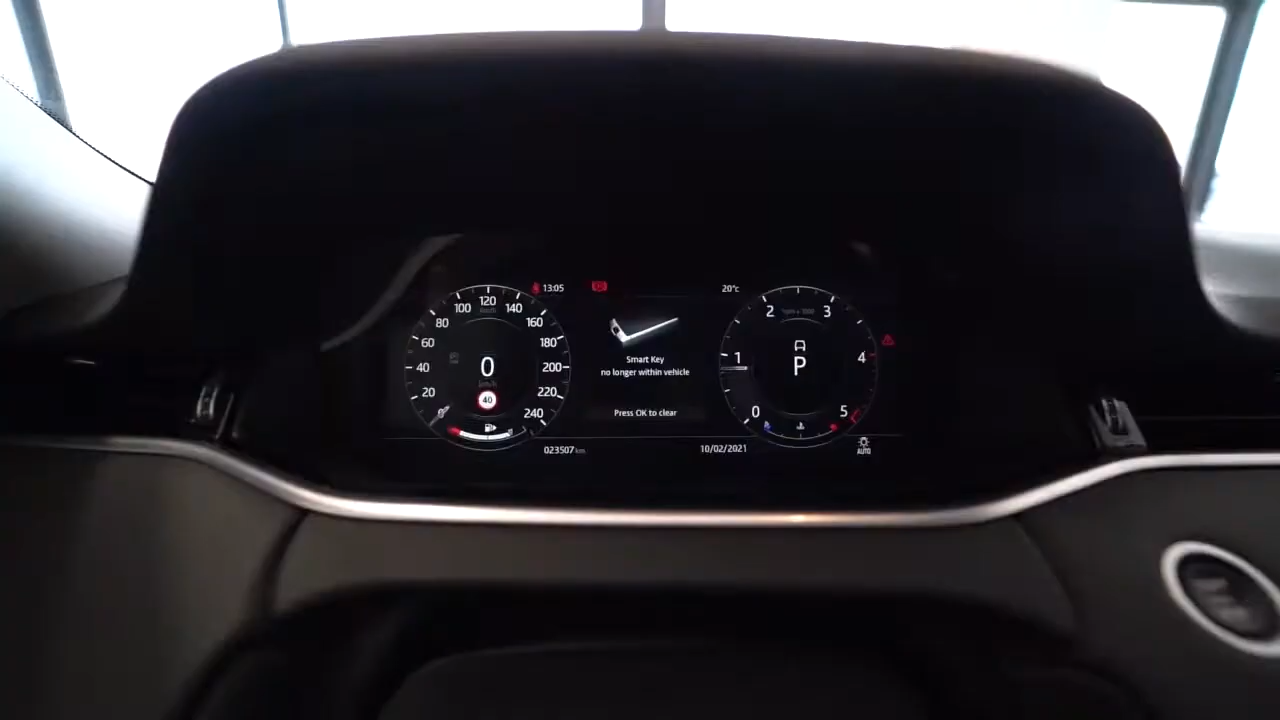 13:05
20°c
100 120 140
80 160
60 180
40 200
20 220
240
0
40
Smart Key
no longer within vehicle
Press OK to clear
2 3
1 4
0 5
P
023507 km
10/02/2021
AUTO